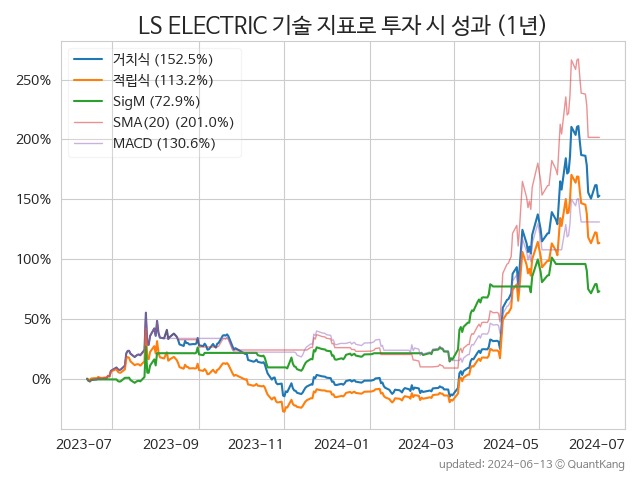 LS ELECTRIC 기술 지표로 투자 시 성과 (1년)
거치식 (152.5%)
적립식 (113.2%)
SigM (72.9%)
SMA(20) (201.0%)
MACD (130.6%)
250%
200%
150%
100%
50%
0%
2023-07 2023-09 2023-11 2024-01 2024-03 2024-05 2024-07
updated: 2024-06-13 © QuantKang